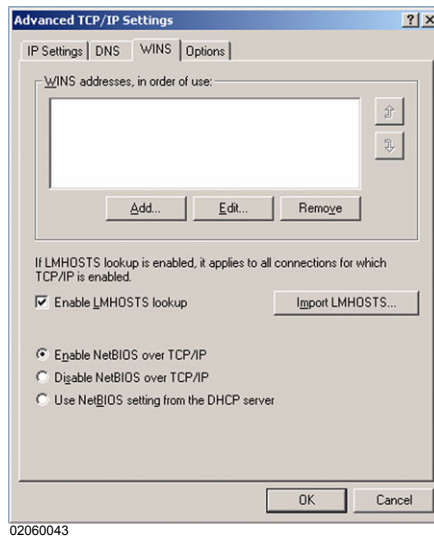 Advanced TCP/IP Settings
IP Settings DNS WINS Options
WINS addresses, in order of use:
Add... Edit... Remove
If LMHOSTS lookup is enabled, it applies to all connections for which
TCP/IP is enabled.
Enable LMHOSTS lookup Import LMHOSTS...
Enable NetBIOS over TCP/IP
Disable NetBIOS over TCP/IP
Use NetBIOS setting from the DHCP server
OK Cancel
02060043